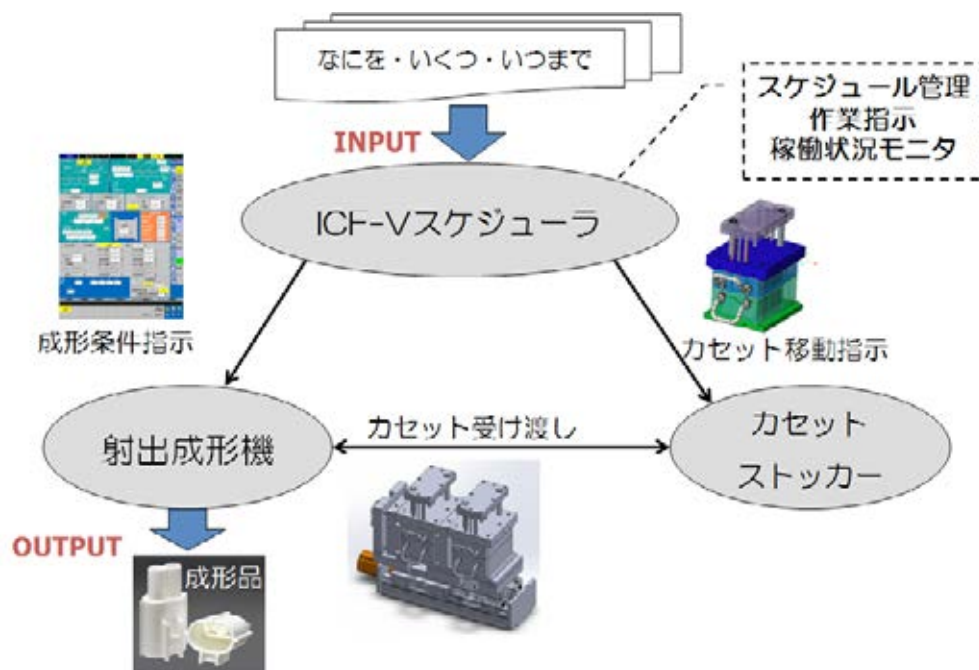 なにを・いくつ・いつまで
INPUT
スケジュール管理
作業指示
稼働状況モニタ
ICF-Vスケジューラ
成形条件指示
カセット移動指示
射出成形機
カセット受け渡し
カセット
ストッカー
OUTPUT
成形品